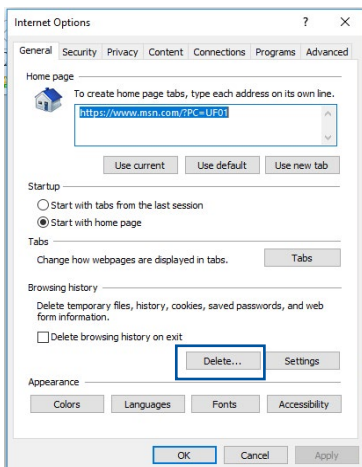 Internet Options ? X
General Security Privacy Content Connections Programs Advanced
Home page
To create home page tabs, type each address on its own line.
https://www.msn.com/?PC=UF01
Use current Use default Use new tab
Startup
Start with tabs from the last session
Start with home page
Tabs
Change how webpages are displayed in tabs. Tabs
Browsing history
Delete temporary files, history, cookies, saved passwords, and web
form information.
Delete browsing history on exit
Delete... Settings
Appearance
Colors Languages Fonts Accessibility
OK Cancel Apply